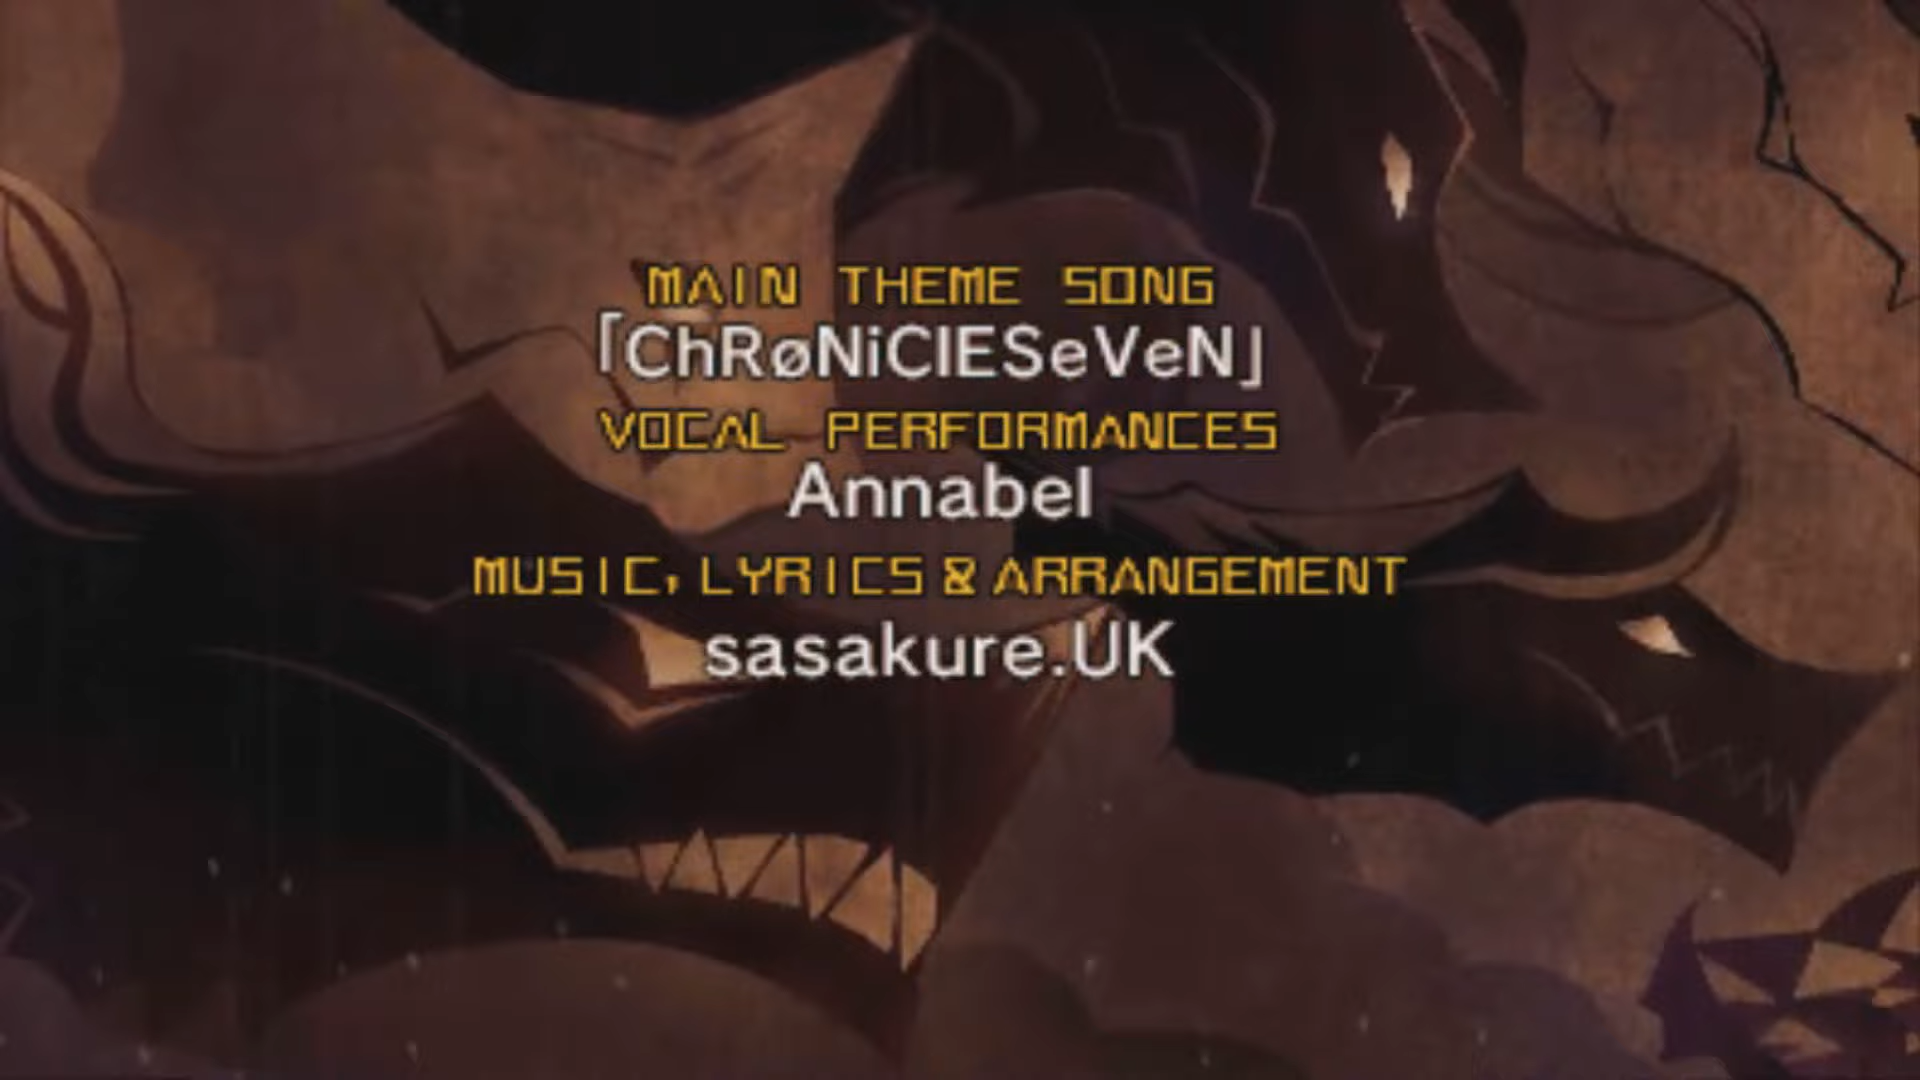 MAIN THEME SONG
「ChRøNiClESeVeN」
VOCAL PERFORMANCES
Annabel
MUSIC, LYRICS & ARRANGEMENT
sasakure.UK